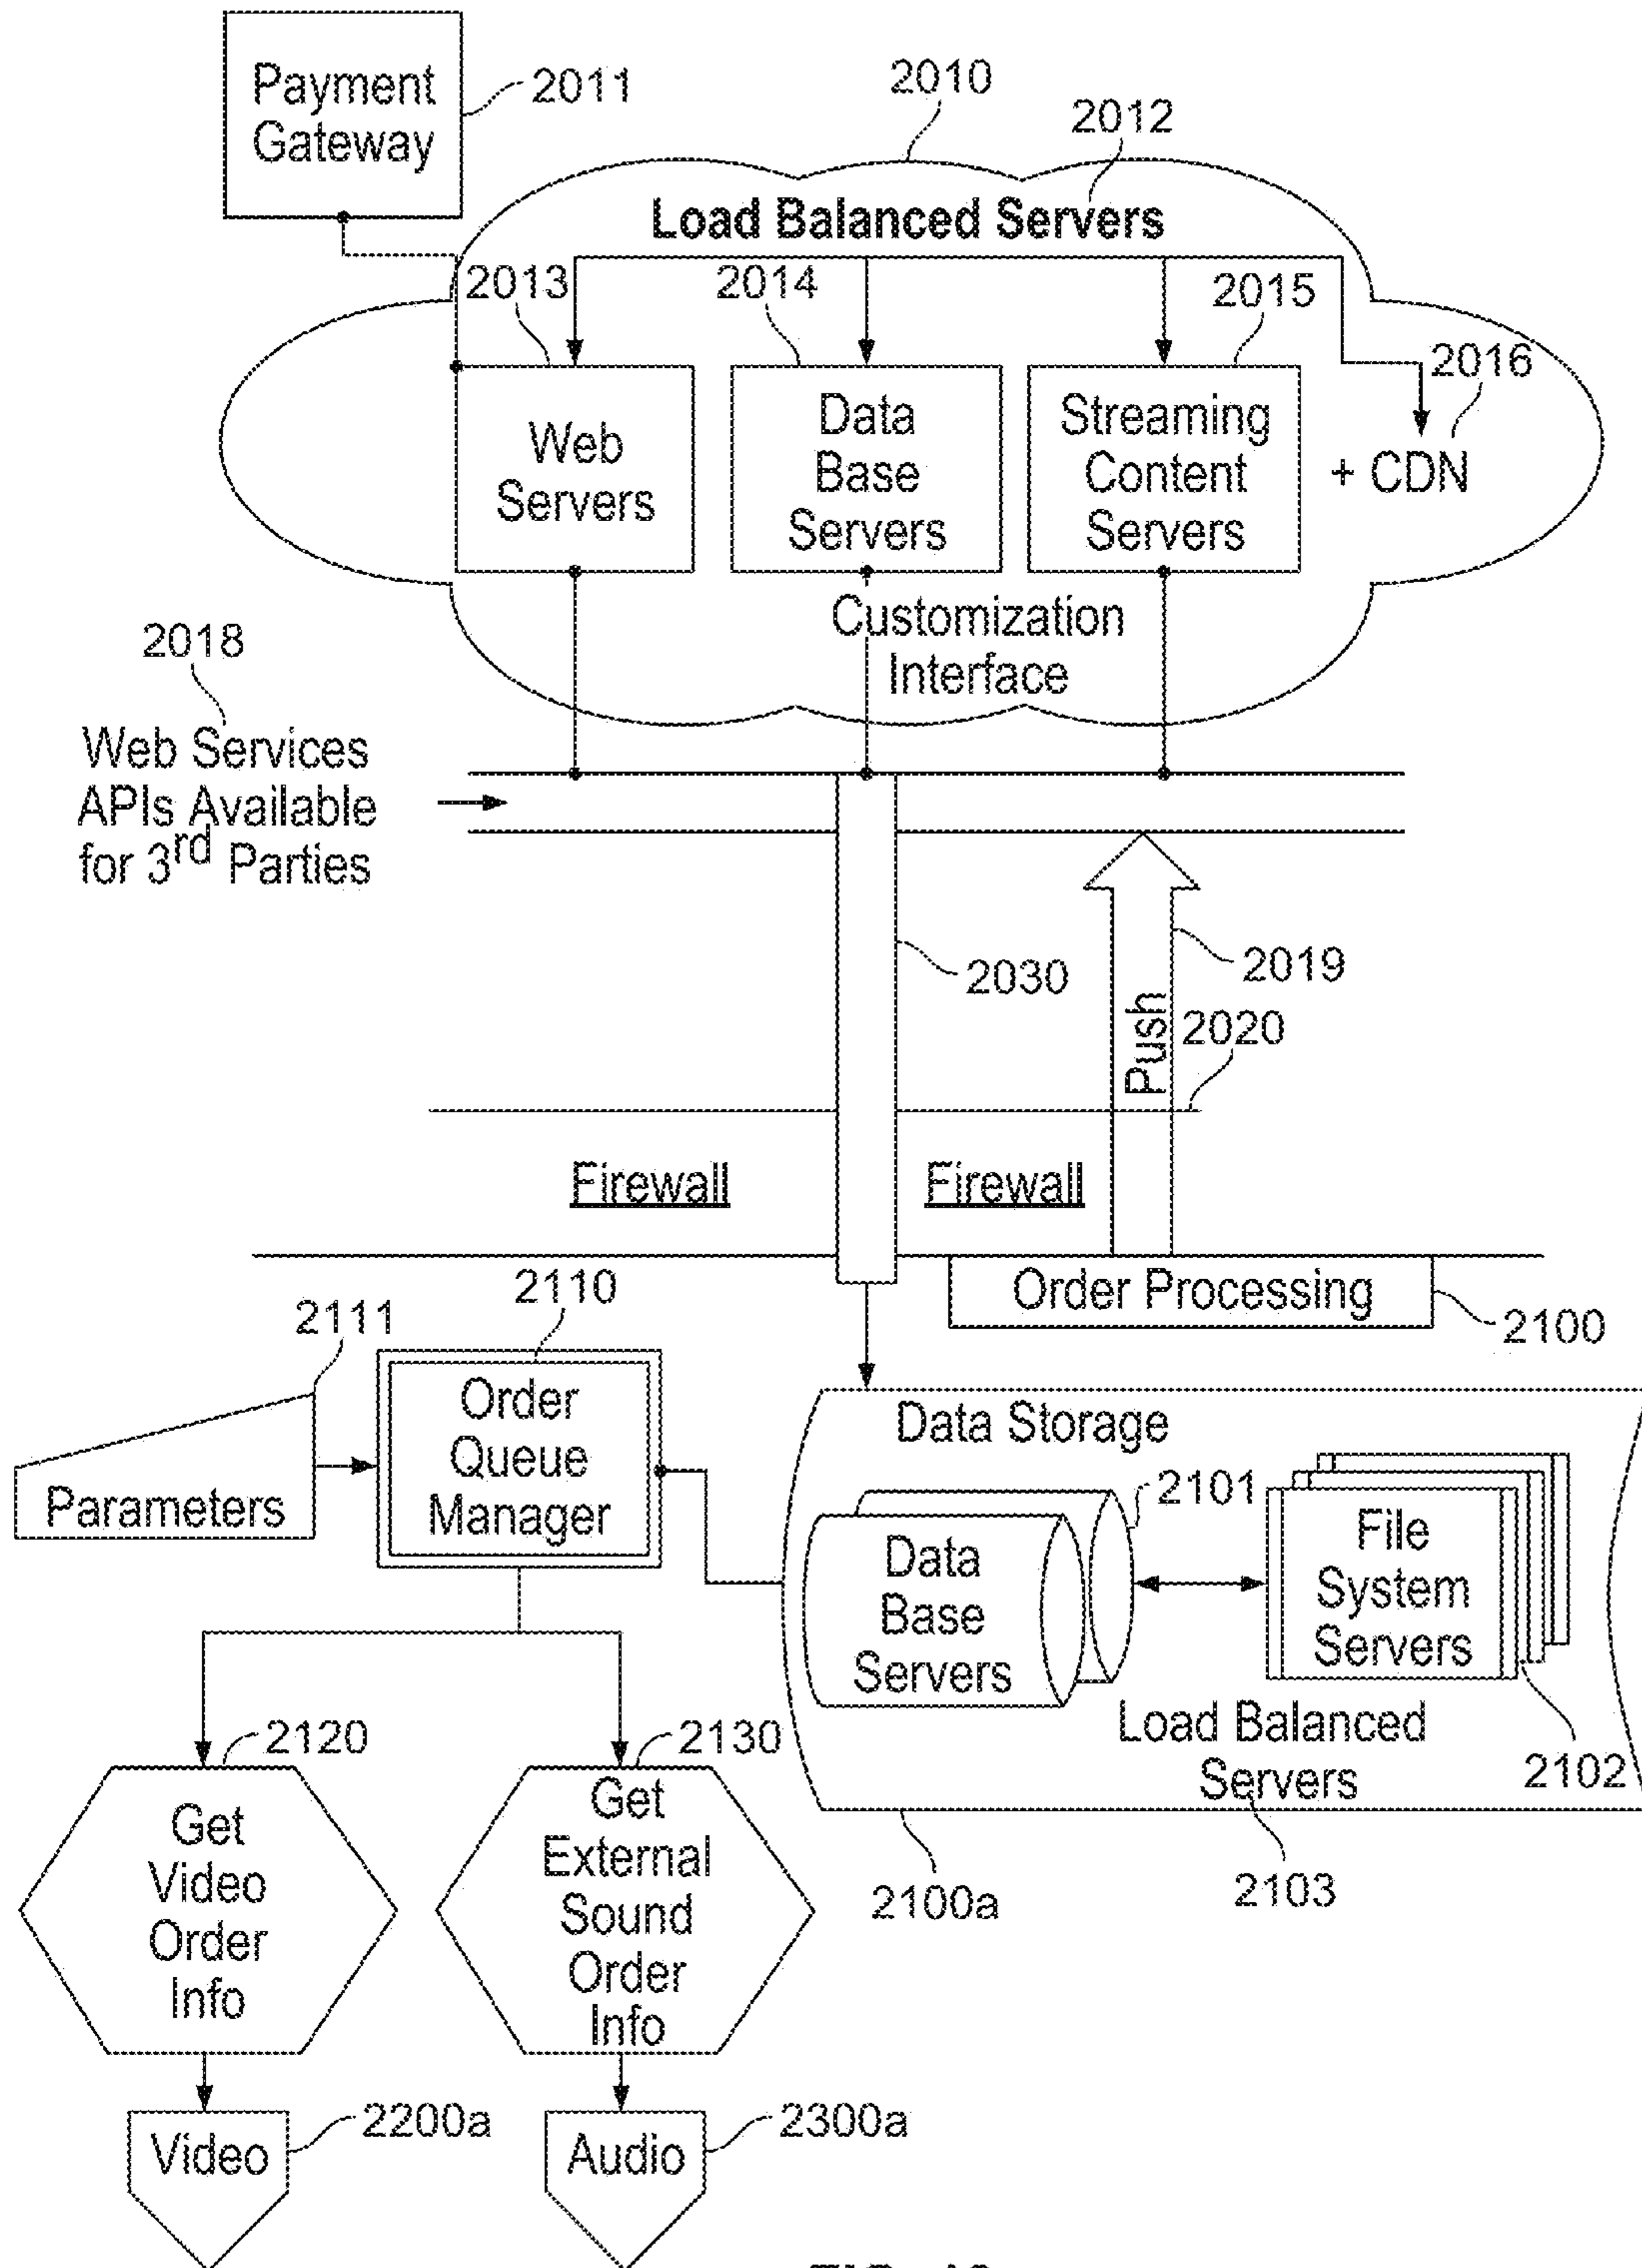 Payment
Gateway
2011
2010
2012
Load Balanced Servers
2013
2014
2015
2016
Web
Servers
Data
Base
Servers
Streaming
Content
Servers
+ CDN
Customization
Interface
2018
Web Services
APIs Available
for 3rd Parties
2030
2019
Push
2020
Firewall
Firewall
Order Processing
2100
2110
2111
Order
Queue
Manager
Parameters
Data Storage
2101
Data
Base
Servers
File
System
Servers
Load Balanced
Servers
2102
2103
2100a
2120
2130
Get
Video
Order
Info
Get
External
Sound
Order
Info
Video
2200a
Audio
2300a